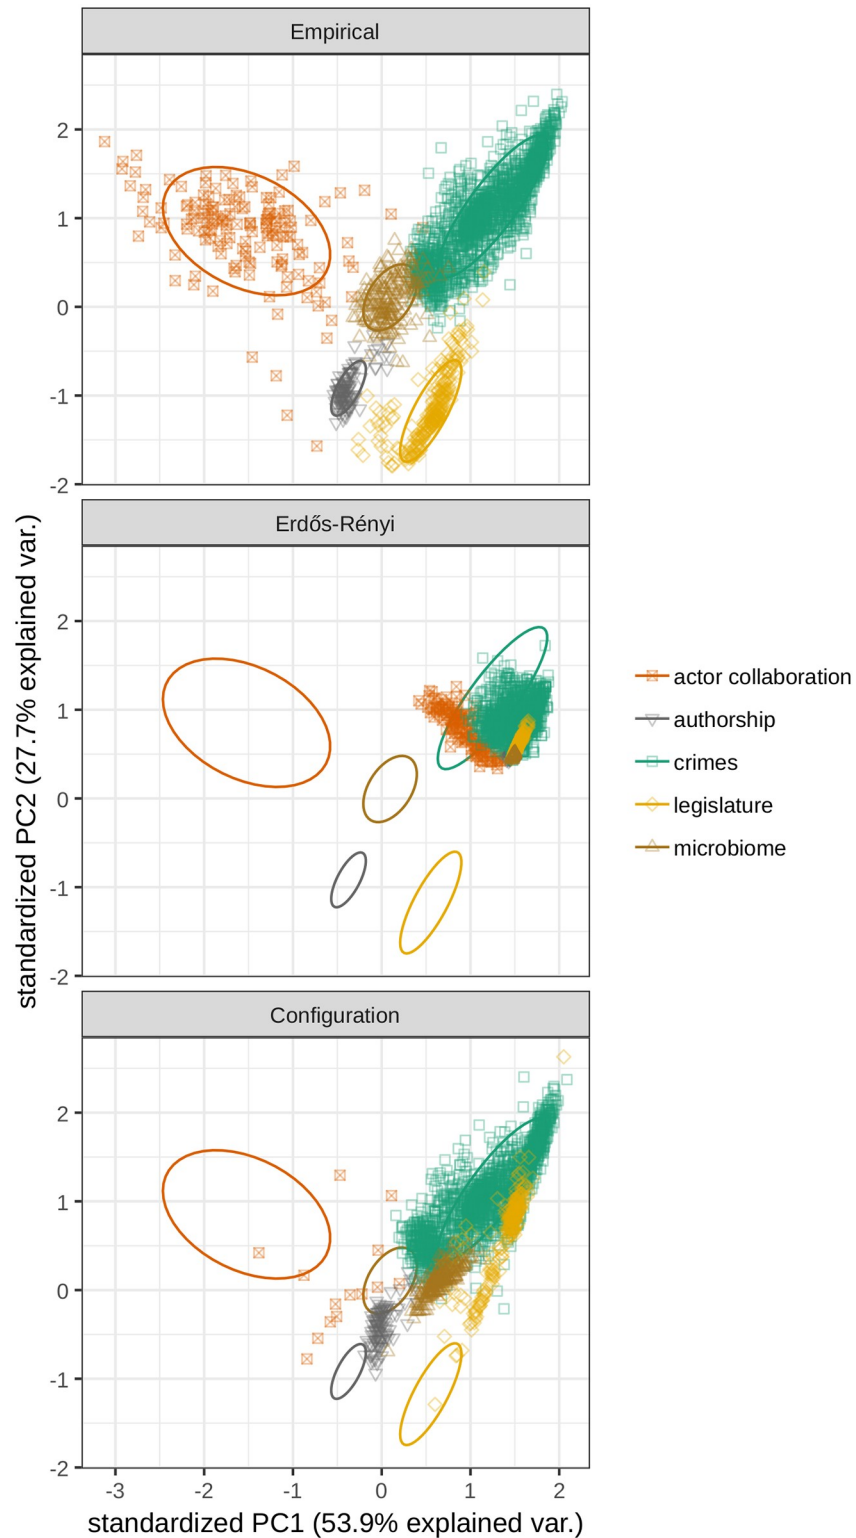 Empirical
2
1
0
-1
-2
Erdős-Rényi
2
1
0
-1
-2
Configuration
2
1
0
-1
-2
-3 -2 -1 0 1 2
standardized PC1 (53.9% explained var.)
standardized PC2 (27.7% explained var.)
actor collaboration
authorship
crimes
legislature
microbiome